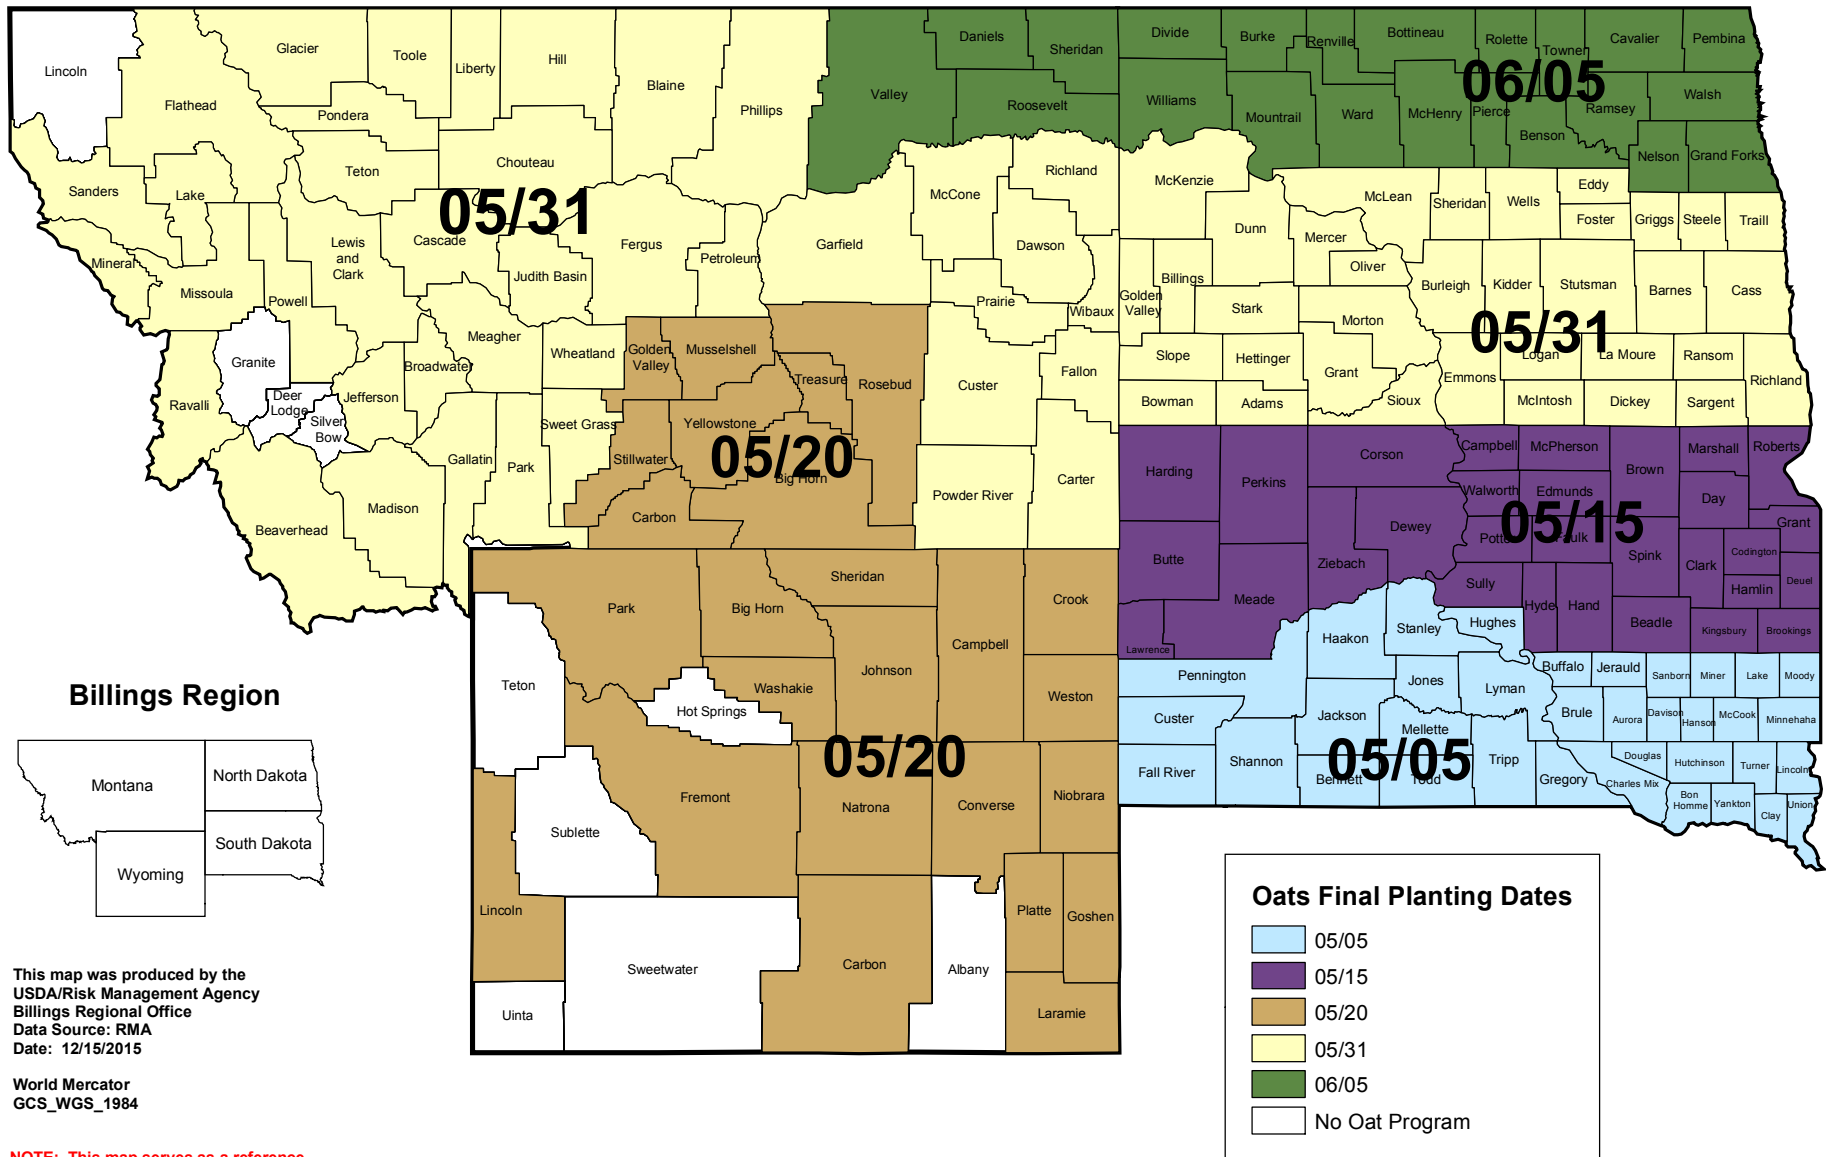 Lincoln
Flathead
Glacier
Toole
Liberty
Hill
Blaine
Phillips
Valley
Daniels
Sheridan
Roosevelt
Pondera
Teton
Chouteau
Sanders
Lake
05/31
Lewis
and
Clark
Cascade
Judith Basin
Fergus
Petroleum
Garfield
McCone
Richland
Dawson
Prairie
Wibaux
Mineral
Missoula
Powell
Granite
Deer
Lodge
Silver
Bow
Ravalli
Jefferson
Broadwater
Meagher
Wheatland
Golden
Valley
Musselshell
Treasure
Rosebud
Custer
Fallon
Sweet Grass
Stillwater
Yellowstone
05/20
Big Horn
Carbon
Gallatin
Park
Madison
Beaverhead
Powder River
Carter
Divide
Burke
Renville
Bottineau
Rolette
Towner
Cavalier
Pembina
06/05
Williams
Mountrail
Ward
McHenry
Pierce
Benson
Ramsey
Walsh
Nelson
Grand Forks
McKenzie
McLean
Sheridan
Wells
Eddy
Foster
Griggs
Steele
Traill
Dunn
Mercer
Oliver
Golden
Valley
Billings
Stark
Morton
Burleigh
Kidder
Stutsman
Barnes
Cass
05/31
Slope
Hettinger
Grant
Emmons
Logan
La Moure
Ransom
Richland
Bowman
Adams
Sioux
McIntosh
Dickey
Sargent
Harding
Perkins
Corson
Campbell
McPherson
Brown
Marshall
Roberts
Walworth
Edmunds
Day
05/15
Grant
Dewey
Potter
Faulk
Spink
Clark
Codington
Butte
Ziebach
Hamlin
Deuel
Meade
Sully
Hyde
Hand
Beadle
Kingsbury
Brookings
Lawrence
Haakon
Stanley
Hughes
Pennington
Jones
Lyman
Buffalo
Jerauld
Sanborn
Miner
Lake
Moody
Custer
Jackson
Mellette
Brule
Aurora
Davison
Hanson
McCook
Minnehaha
05/05
Fall River
Shannon
Bennett
Todd
Tripp
Gregory
Charles Mix
Douglas
Hutchinson
Turner
Lincoln
Bon
Homme
Yankton
Clay
Union
Park
Big Horn
Sheridan
Crook
Campbell
Johnson
Teton
Washakie
Hot Springs
Weston
05/20
Fremont
Natrona
Converse
Niobrara
Sublette
Lincoln
Platte
Goshen
Sweetwater
Carbon
Albany
Uinta
Laramie
Billings Region
Montana
North Dakota
South Dakota
Wyoming
This map was produced by the
USDA/Risk Management Agency
Billings Regional Office
Data Source: RMA
Date: 12/15/2015
World Mercator
GCS_WGS_1984
NOTE: This map serves as a reference
Oats Final Planting Dates
05/05
05/15
05/20
05/31
06/05
No Oat Program